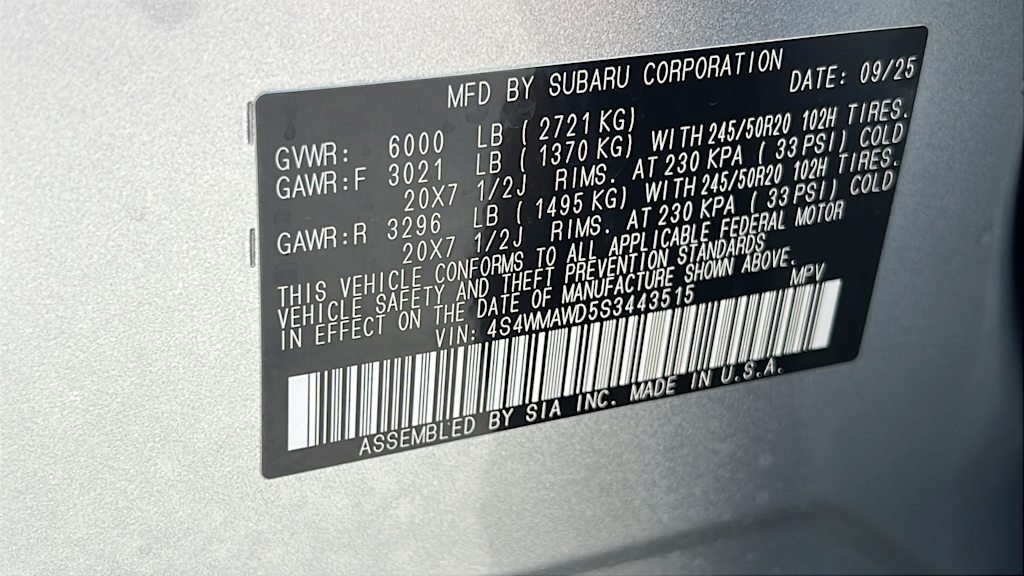 MFD BY SUBARU CORPORATION DATE: 09/25
GVWR: 6000 LB ( 2721 KG)
GAWR:F 3021 LB ( 1370 KG) WITH 245/50R20 102H TIRES.
20X7 1/2J RIMS. AT 230 KPA ( 33 PSI) COLD
GAWR:R 3296 LB ( 1495 KG) WITH 245/50R20 102H TIRES.
20X7 1/2J RIMS. AT 230 KPA ( 33 PSI) COLD
THIS VEHICLE CONFORMS TO ALL APPLICABLE FEDERAL MOTOR
VEHICLE SAFETY AND THEFT PREVENTION STANDARDS
IN EFFECT ON THE DATE OF MANUFACTURE SHOWN ABOVE.
VIN: 4S4WMAWD5S3443515 MPV
ASSEMBLED BY SIA INC. MADE IN U.S.A.